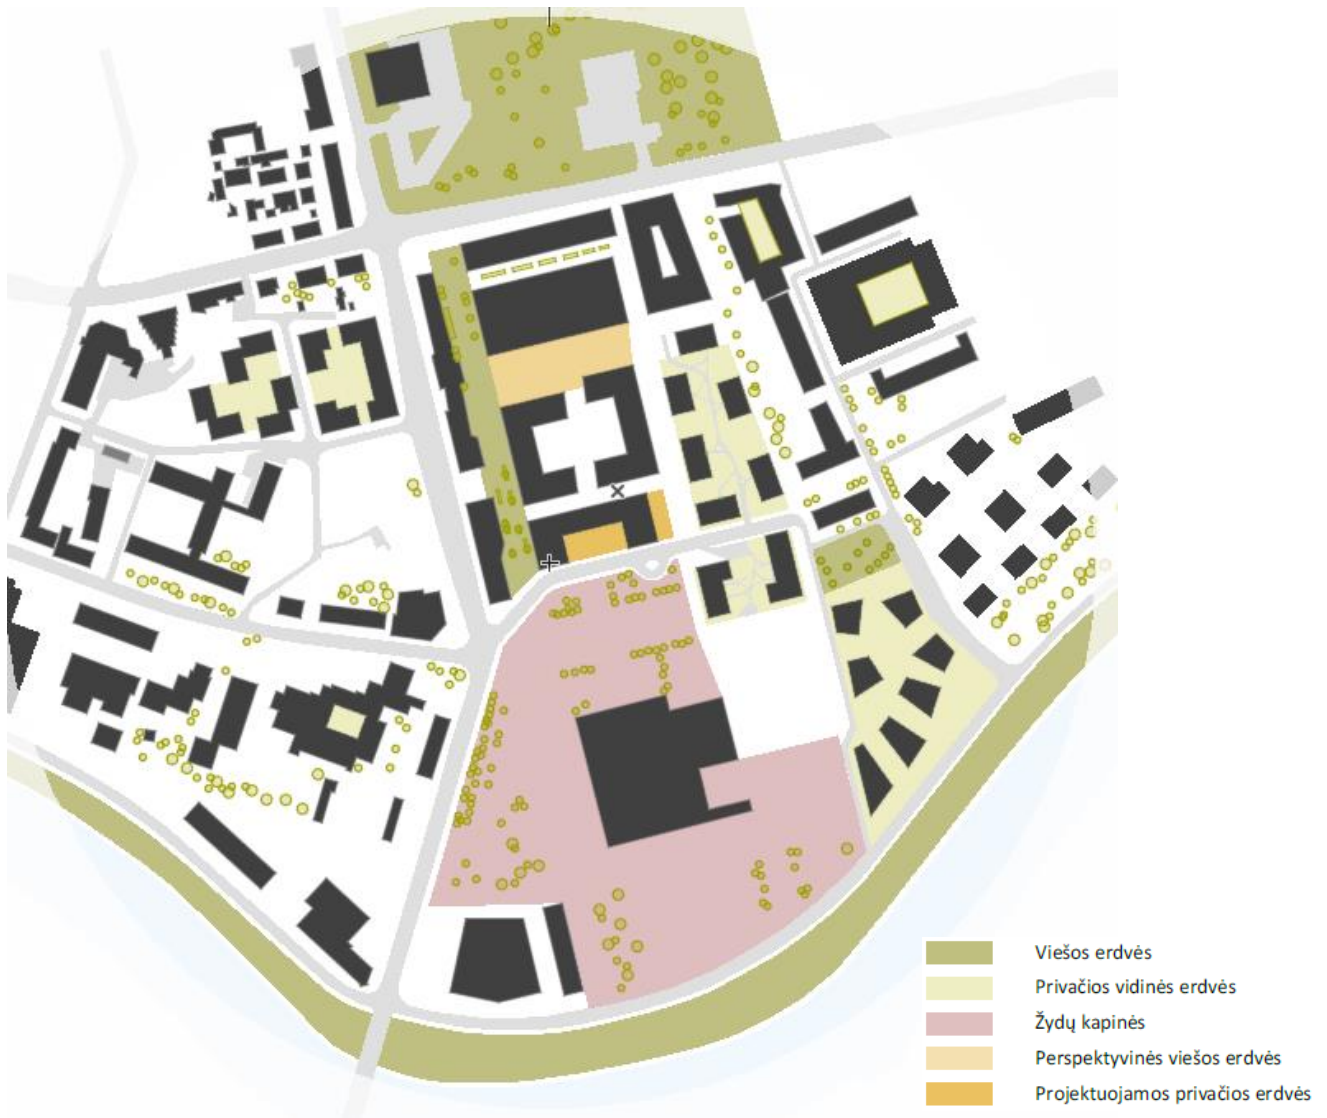 Viešos erdvės
Privačios vidinės erdvės
Žydų kapinės
Perspektyvinės viešos erdvės
Projektuojamos privačios erdvės